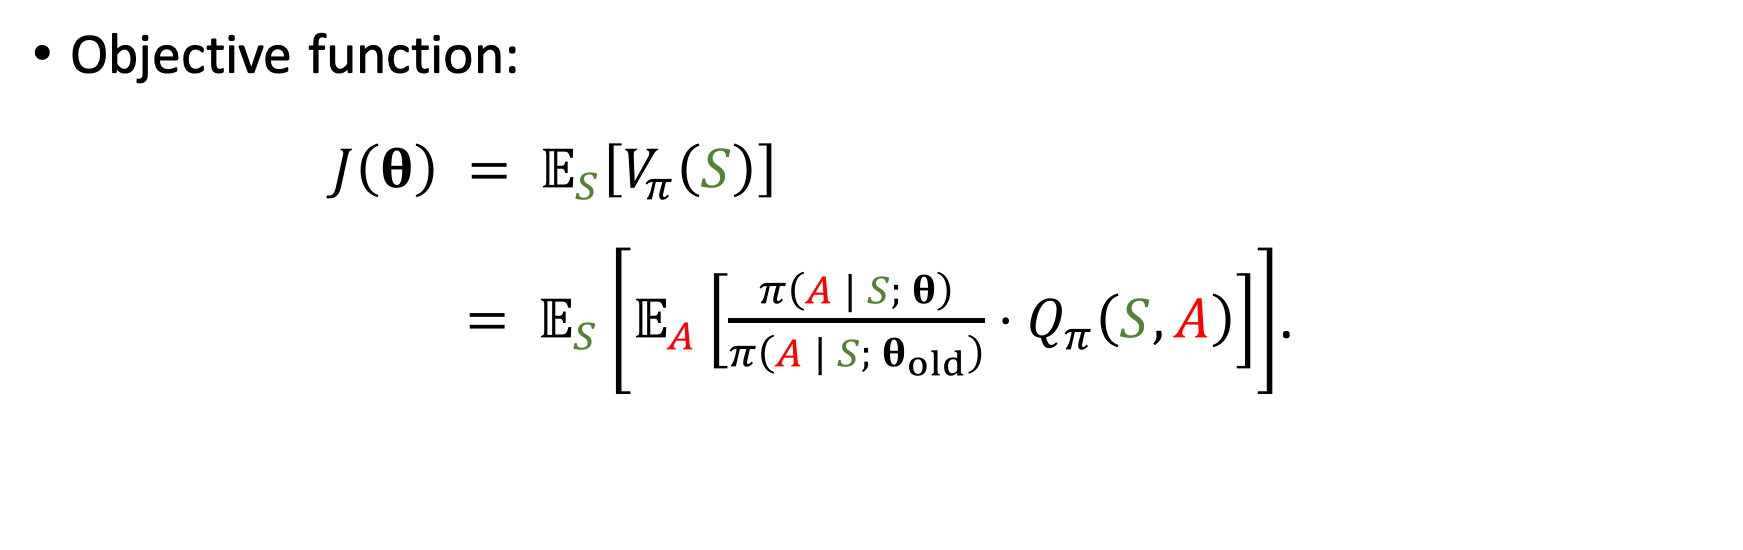 • Objective function:
J(θ) = 𝔼_S[V_π(S)]
= 𝔼_S [ 𝔼_A [ π(A | S; θ) / π(A | S; θ_old) · Q_π(S, A) ] ].